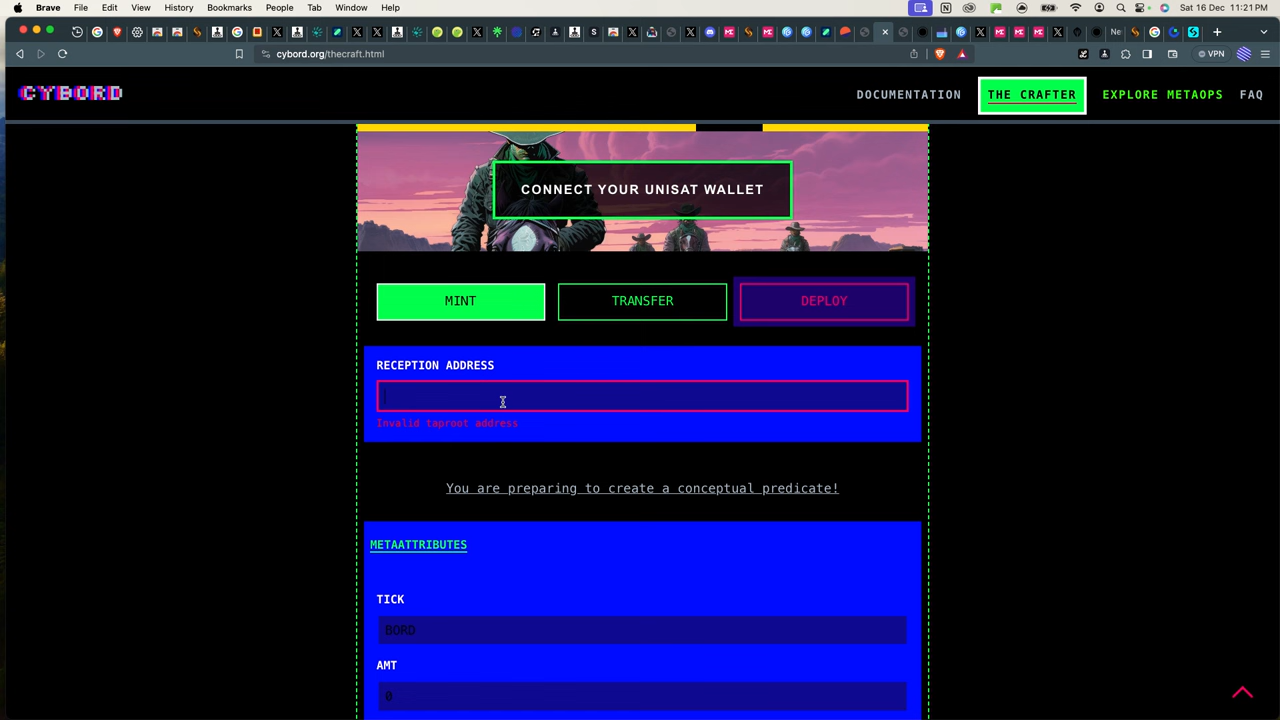 Brave File Edit View History Bookmarks People Tab Window Help
Sat 16 Dec 11:21 PM
Ne
cybord.org/thecraft.html
VPN
CYBORD
DOCUMENTATION
THE CRAFTER
EXPLORE METAOPS
FAQ
CONNECT YOUR UNISAT WALLET
MINT
TRANSFER
DEPLOY
RECEPTION ADDRESS
Invalid taproot address
You are preparing to create a conceptual predicate!
METAATTRIBUTES
TICK
BORD
AMT
0